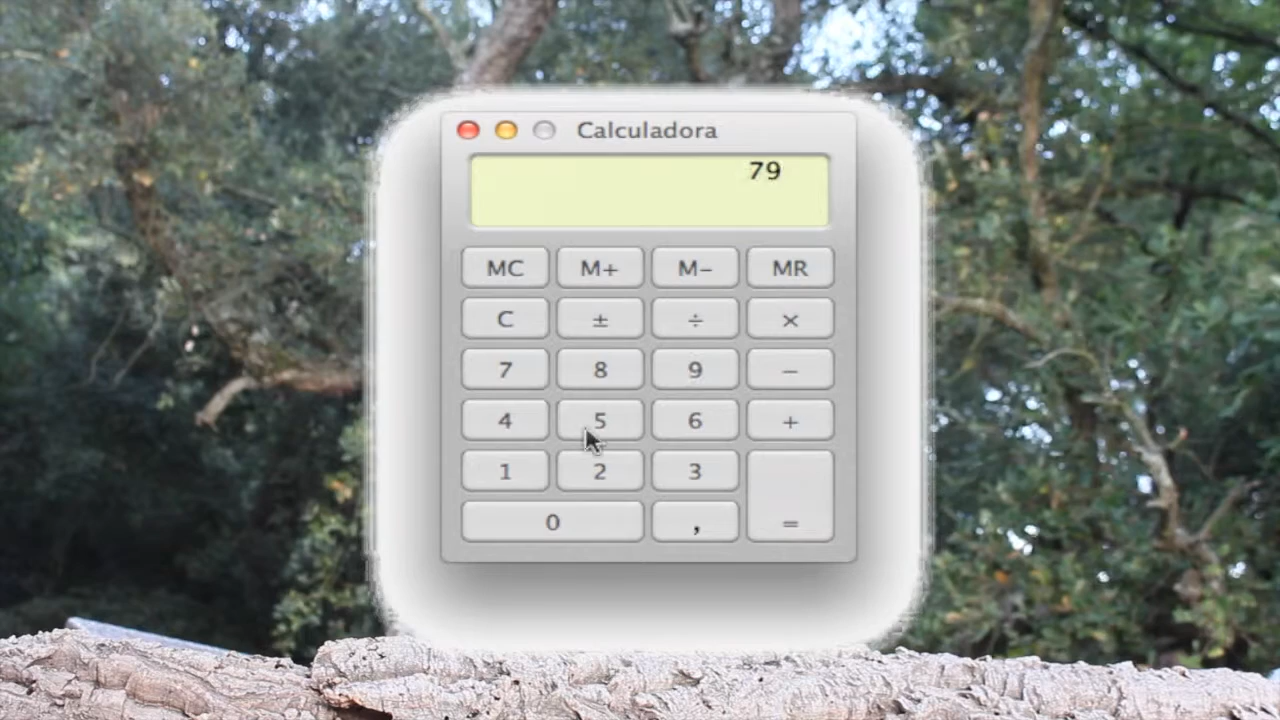 Calculadora
79
MC M+ M− MR
C ± ÷ ×
7 8 9 −
4 5 6 +
1 2 3
0 , =